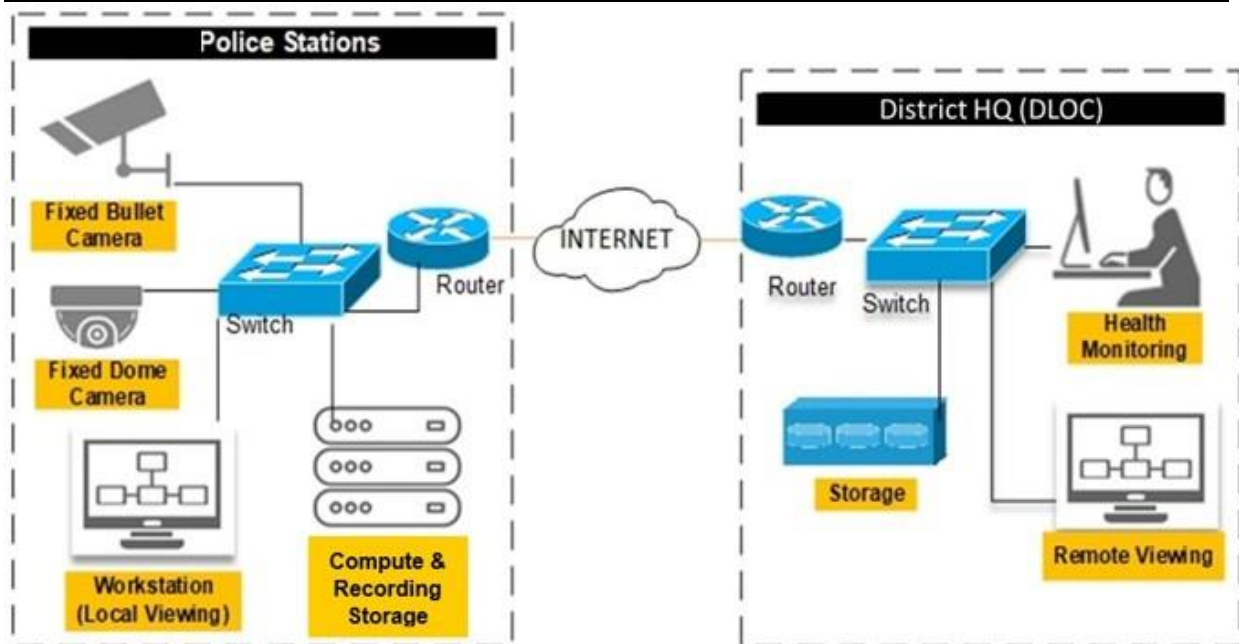 Police Stations
Fixed Bullet
Camera
Fixed Dome
Camera
Switch
Router
Workstation
(Local Viewing)
Compute &
Recording
Storage
INTERNET
District HQ (DLOC)
Router
Switch
Health
Monitoring
Storage
Remote Viewing